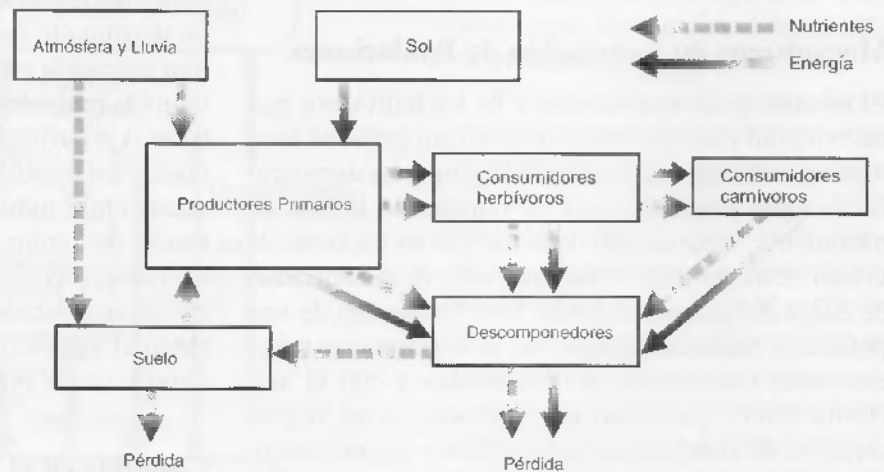 Atmósfera y Lluvia
Sol
Nutrientes
Energía
Productores Primarios
Consumidores
herbívoros
Consumidores
carnívoros
Suelo
Descomponedores
Pérdida
Pérdida